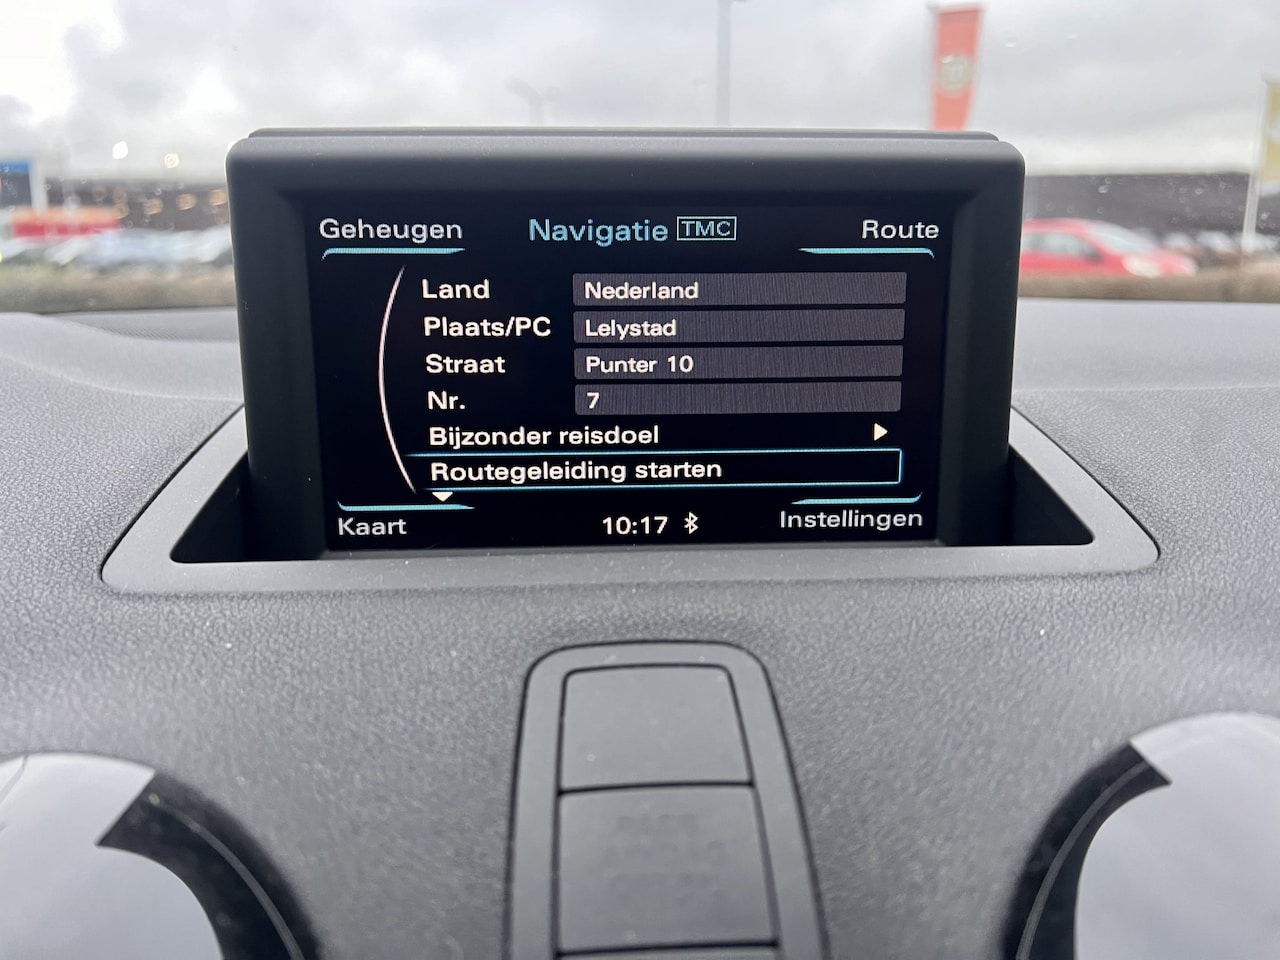 Geheugen Navigatie TMC Route
Land Nederland
Plaats/PC Lelystad
Straat Punter 10
Nr. 7
Bijzonder reisdoel
Routegeleiding starten
Kaart 10:17 Instellingen